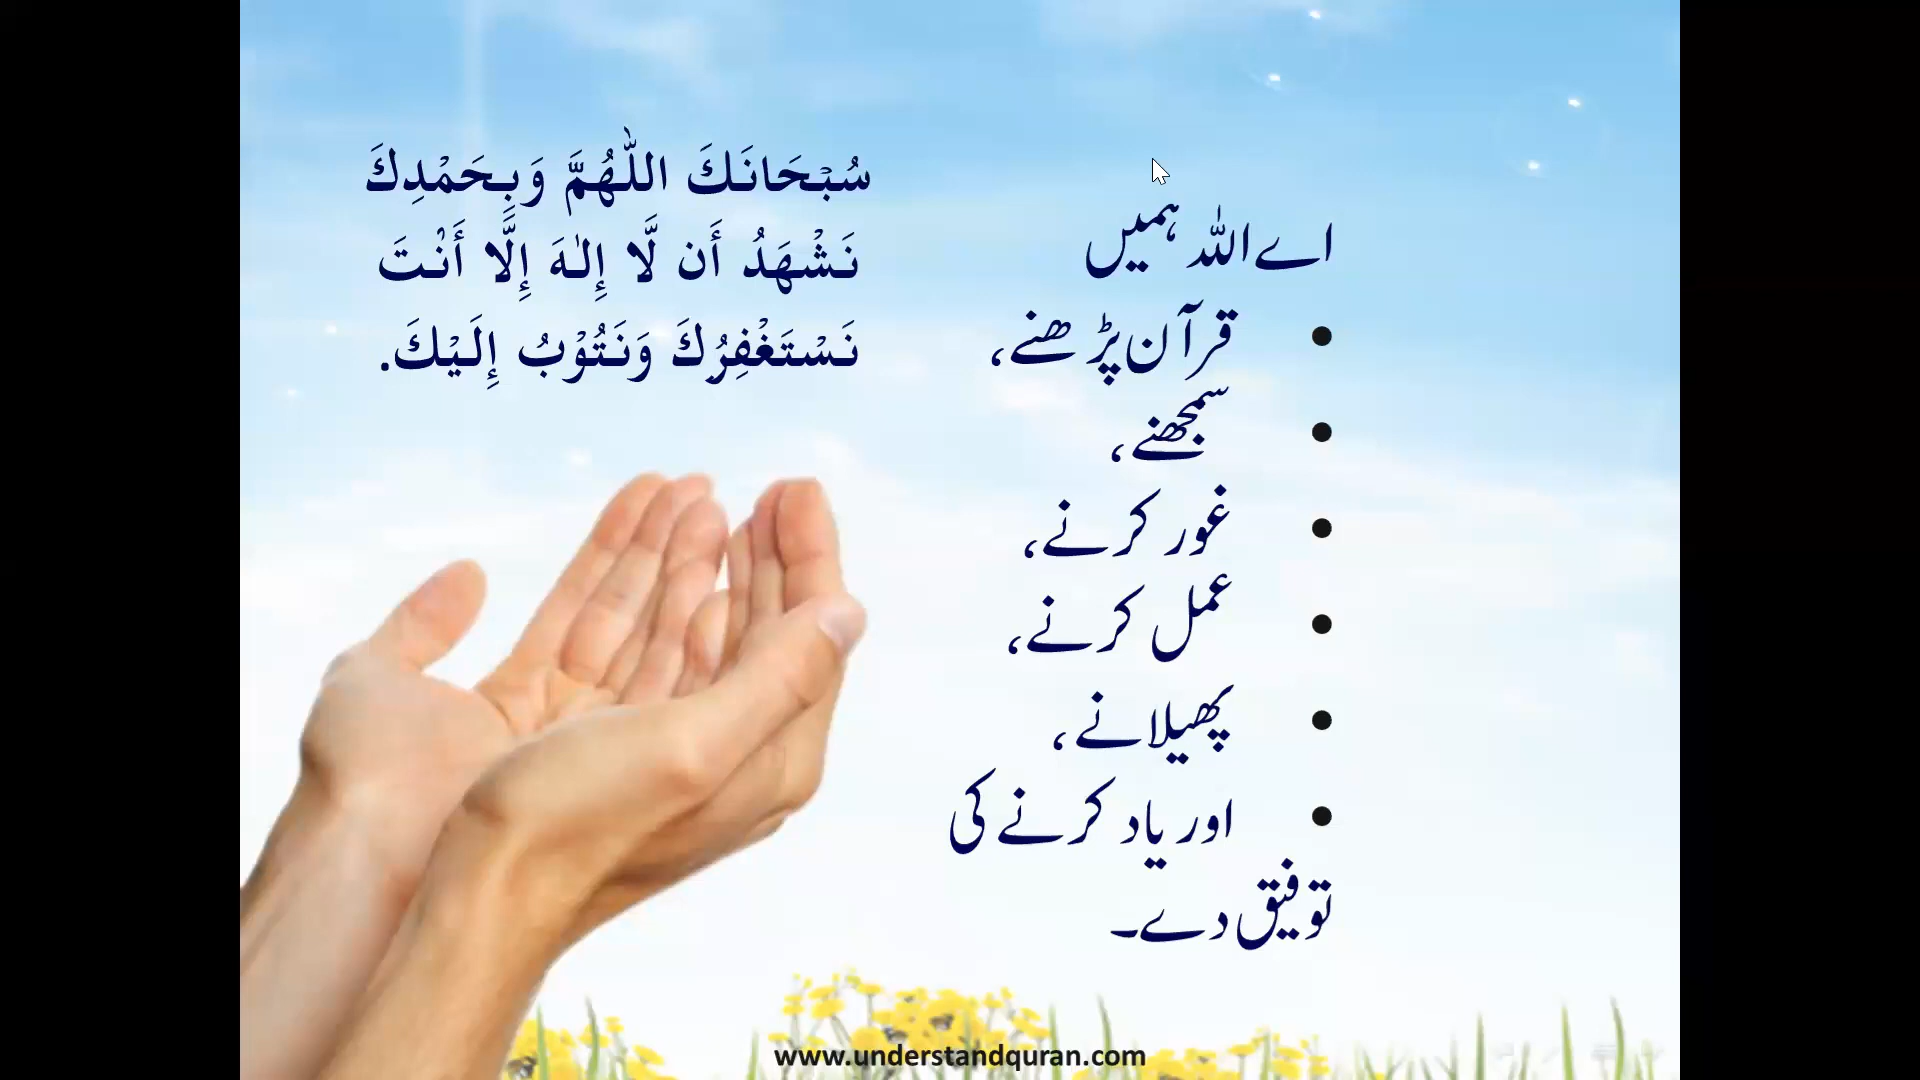 سُبْحَانَكَ اللّٰهُمَّ وَبِحَمْدِكَ
نَشْهَدُ أَن لَّا إِلٰهَ إِلَّا أَنْتَ
نَسْتَغْفِرُكَ وَنَتُوْبُ إِلَيْكَ.
اے اللہ ہمیں
• قرآن پڑھنے،
• سمجھنے،
• غور کرنے،
• عمل کرنے،
• پھیلانے،
• اور یاد کرنے کی
توفیق دے۔
www.understandquran.com